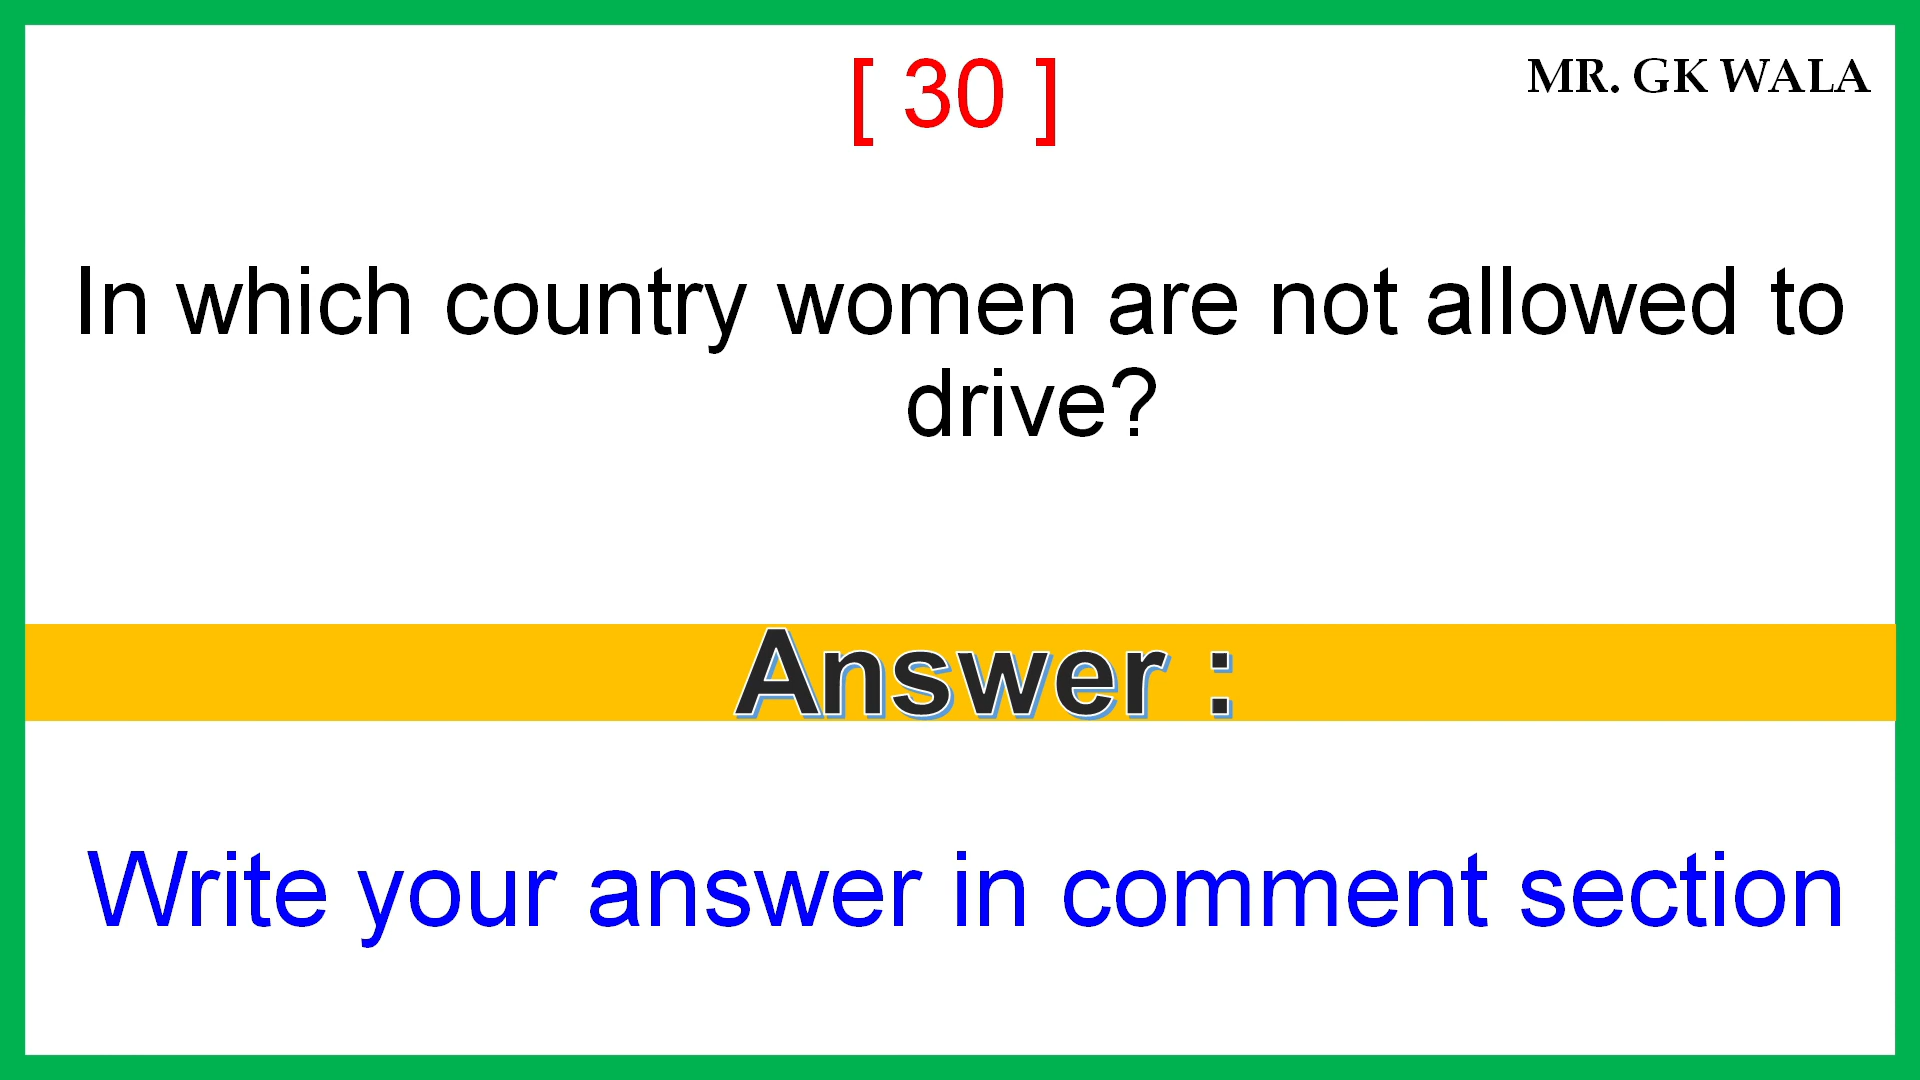 [ 30 ]
MR. GK WALA
In which country women are not allowed to
drive?
Answer :
Write your answer in comment section